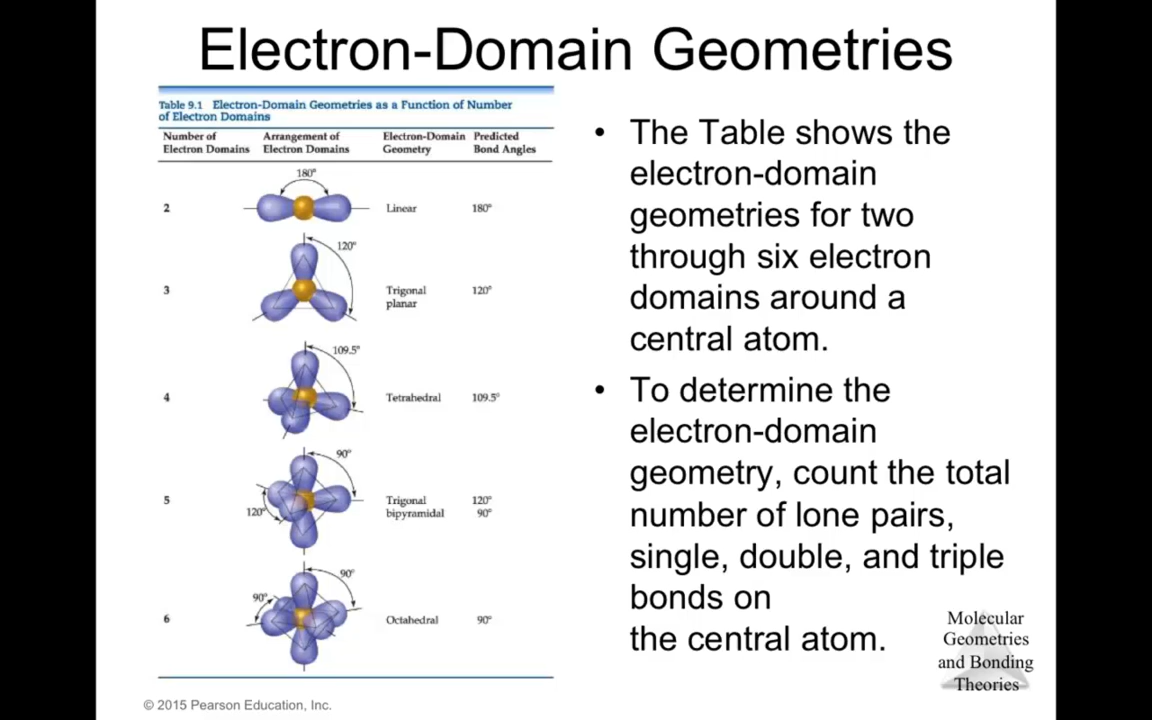 Electron-Domain Geometries
Table 9.1 Electron-Domain Geometries as a Function of Number
of Electron Domains
Number of Electron Domains
Arrangement of Electron Domains
Electron-Domain Geometry
Predicted Bond Angles
180°
2 Linear 180°
120°
3 Trigonal planar 120°
109.5°
4 Tetrahedral 109.5°
90°
120°
5 Trigonal bipyramidal 120° 90°
90°
90°
6 Octahedral 90°
• The Table shows the
electron-domain
geometries for two
through six electron
domains around a
central atom.
• To determine the
electron-domain
geometry, count the total
number of lone pairs,
single, double, and triple
bonds on
the central atom.
Molecular
Geometries
and Bonding
Theories
© 2015 Pearson Education, Inc.